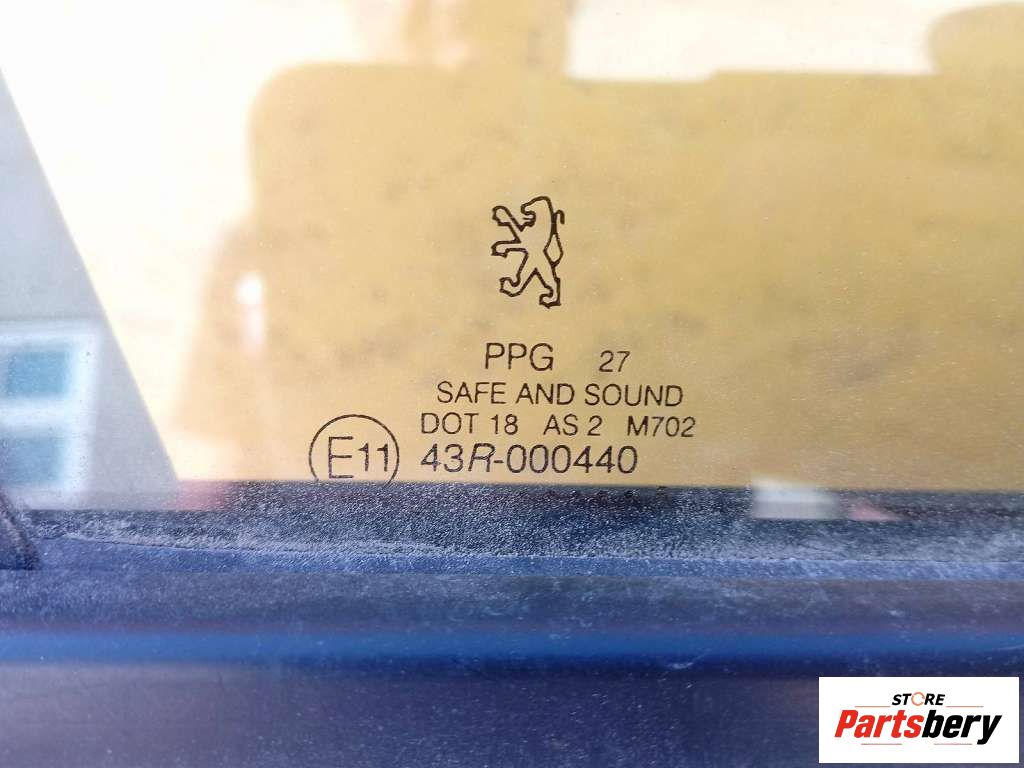 PPG 27
SAFE AND SOUND
DOT 18 AS 2 M702
E11 43R-000440
STORE
Partsbery